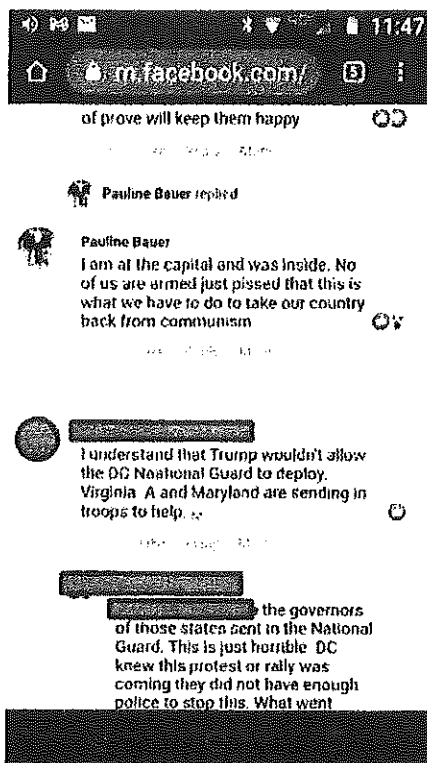 11:47
m.facebook.com/
of prove will keep them happy
Pauline Bauer replied
Pauline Bauer
I am at the capital and was inside. No
of us are armed just pissed that this is
what we have to do to take our country
back from communism
I understand that Trump wouldn't allow
the DC Naahonal Guard to deploy.
Virginia A and Maryland are sending in
troops to help.
the governors
of those states sent in the National
Guard. This is just horrible DC
knew this protest or rally was
coming they did not have enough
police to stop this. What went